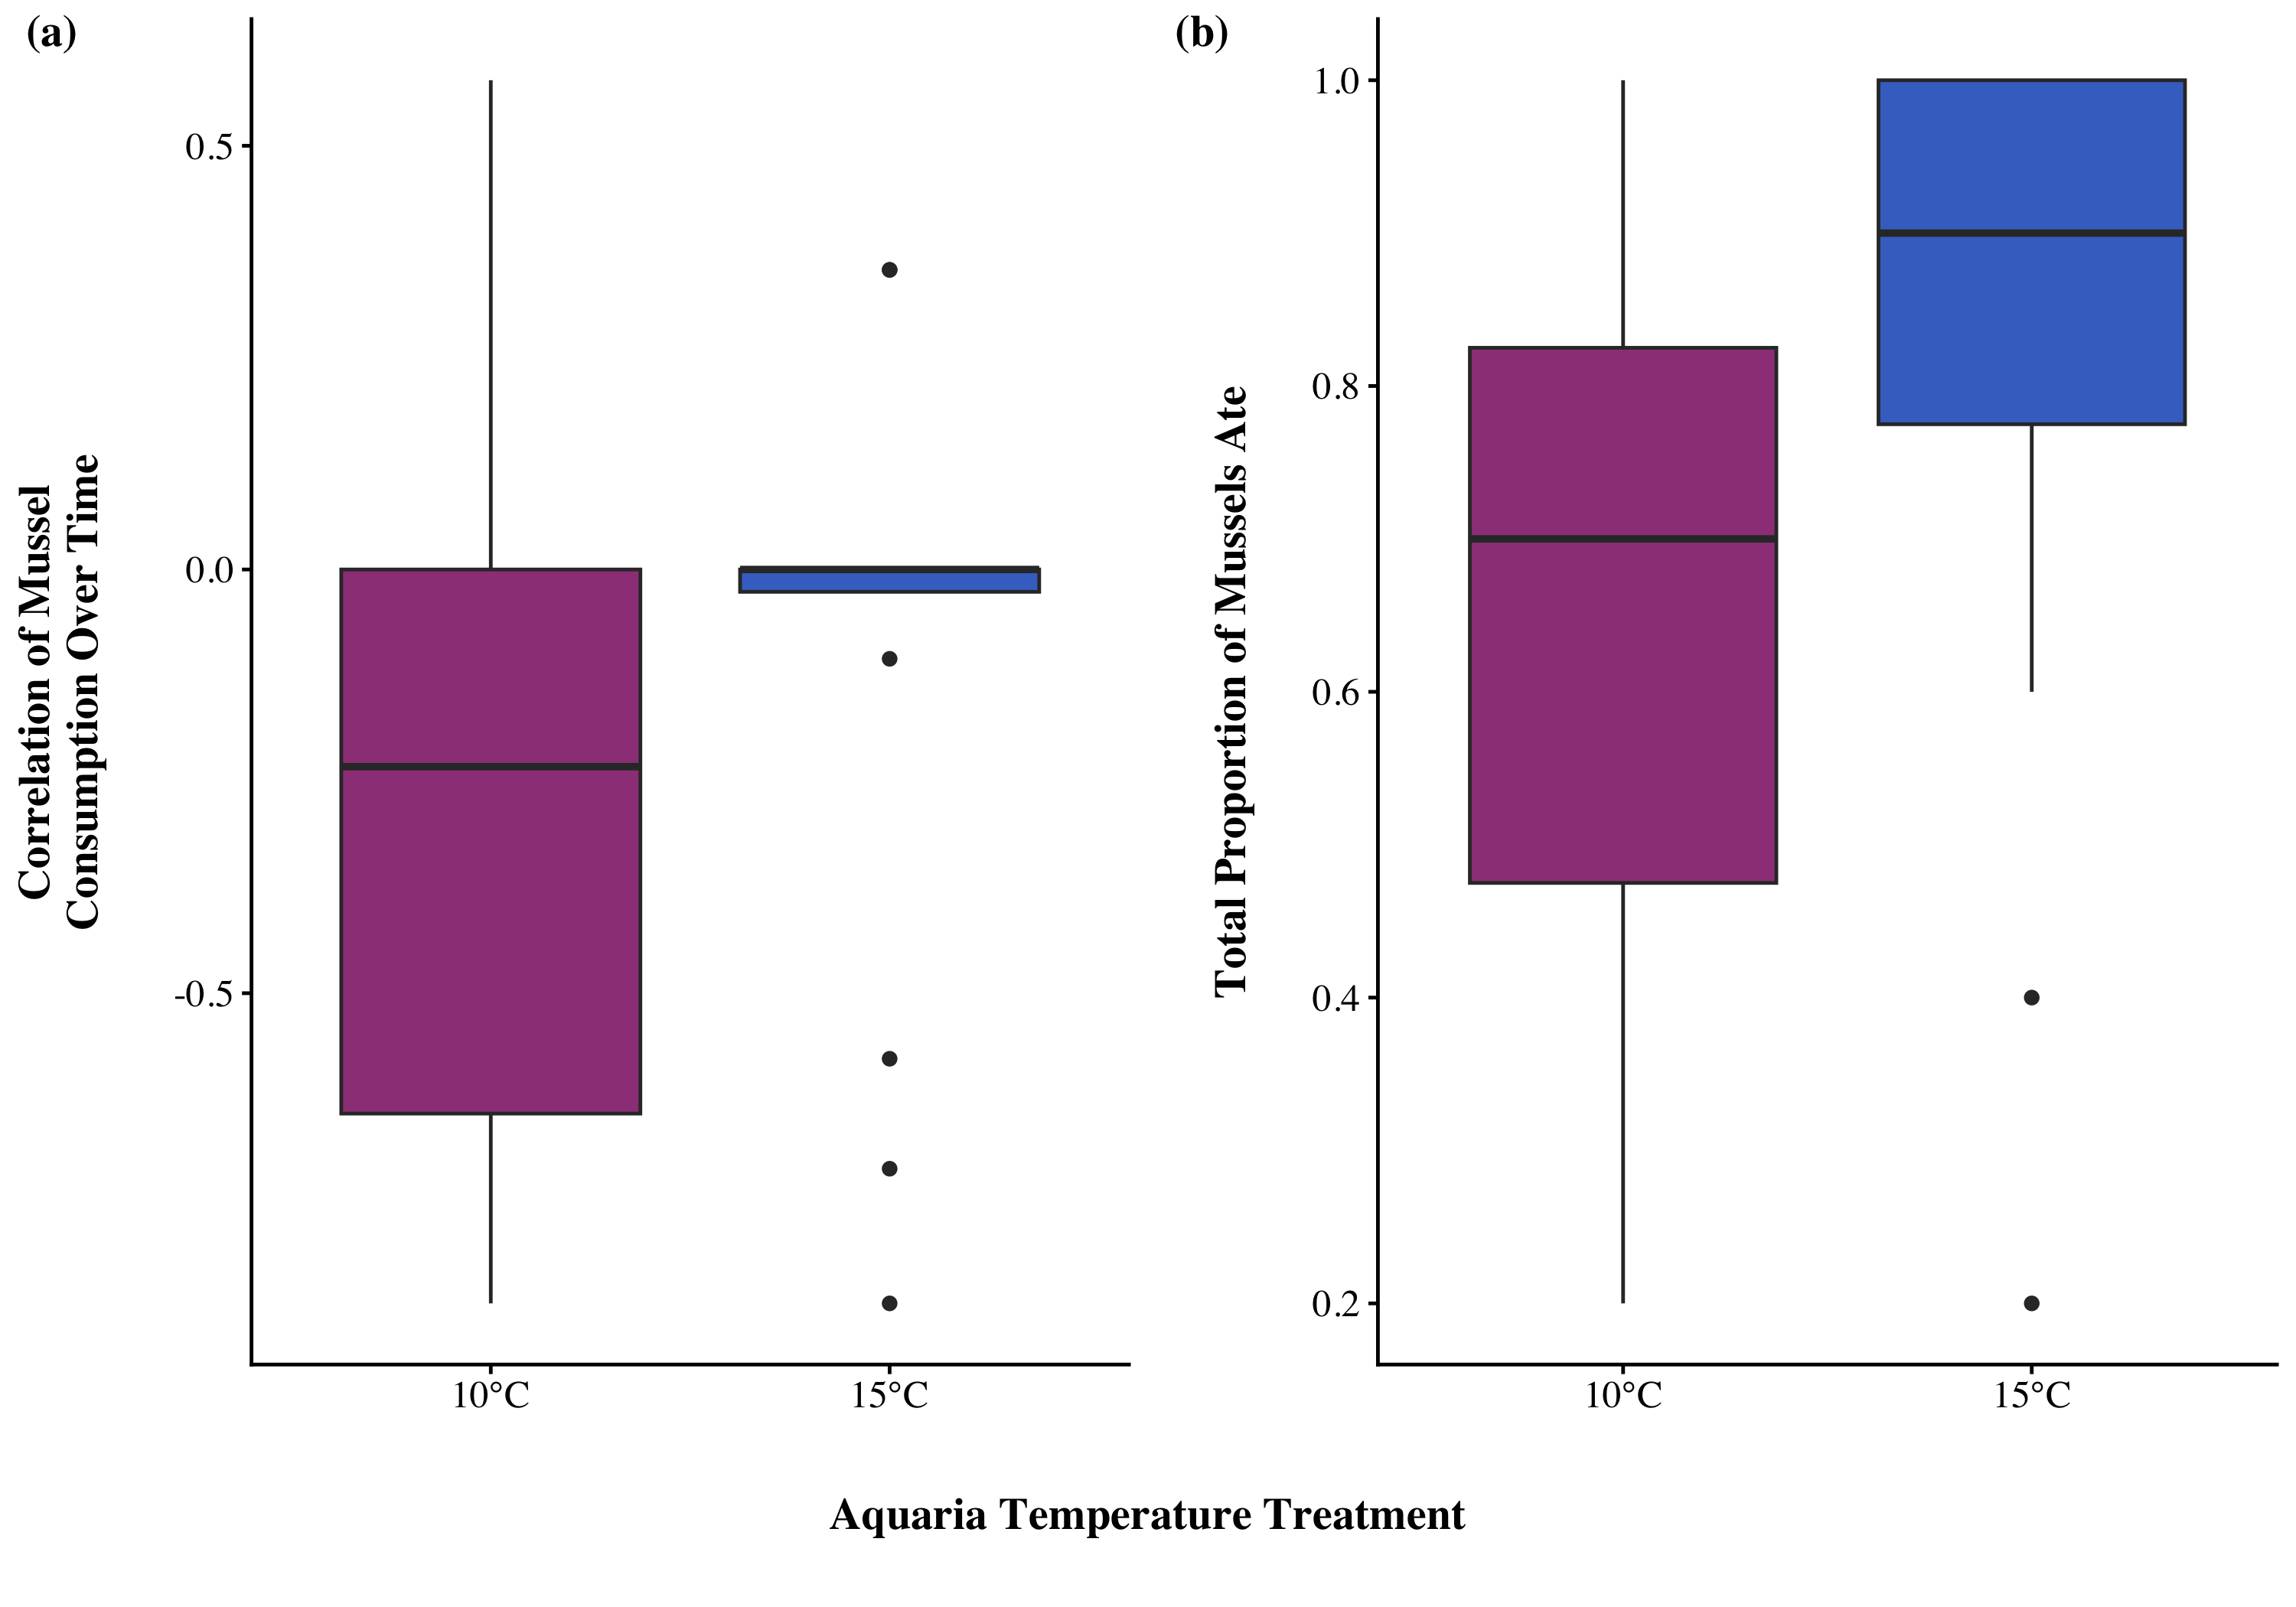 (a)
Correlation of Mussel
Consumption Over Time
0.5
0.0
-0.5
10°C
15°C
(b)
Total Proportion of Mussels Ate
1.0
0.8
0.6
0.4
0.2
10°C
15°C
Aquaria Temperature Treatment